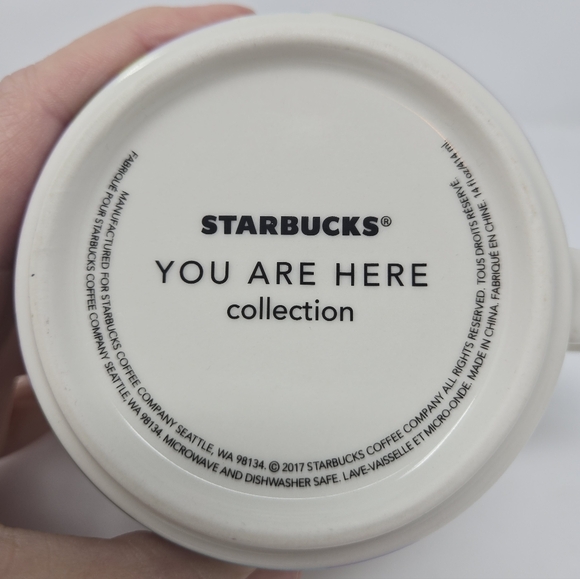 STARBUCKS®
YOU ARE HERE
collection
MANUFACTURED FOR STARBUCKS COFFEE COMPANY SEATTLE, WA 98134. © 2017 STARBUCKS COFFEE COMPANY ALL RIGHTS RESERVED. TOUS DROITS RÉSERVÉ.
FABRIQUÉ POUR STARBUCKS COFFEE COMPANY SEATTLE, WA 98134. MICROWAVE AND DISHWASHER SAFE. LAVE-VAISSELLE ET MICRO-ONDE. MADE IN CHINA. FABRIQUÉ EN CHINE. 14 fl oz/414 ml